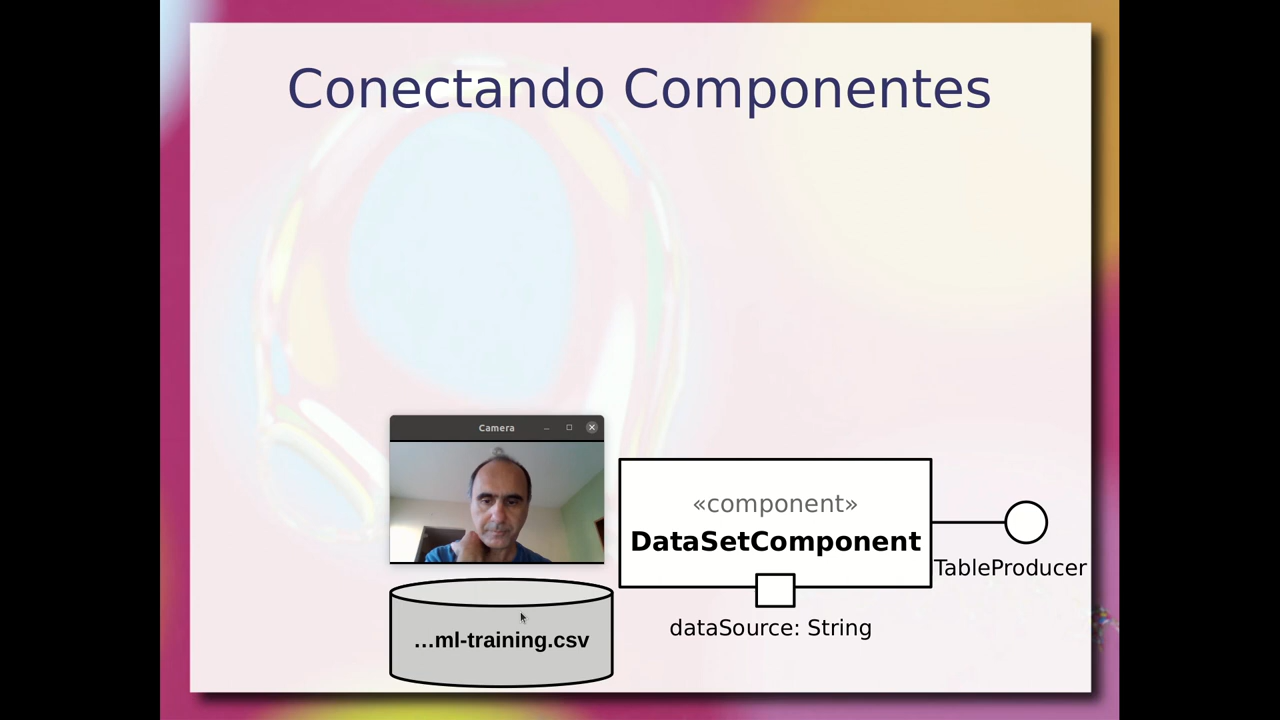 Conectando Componentes
Camera
«component»
DataSetComponent
TableProducer
dataSource: String
...ml-training.csv